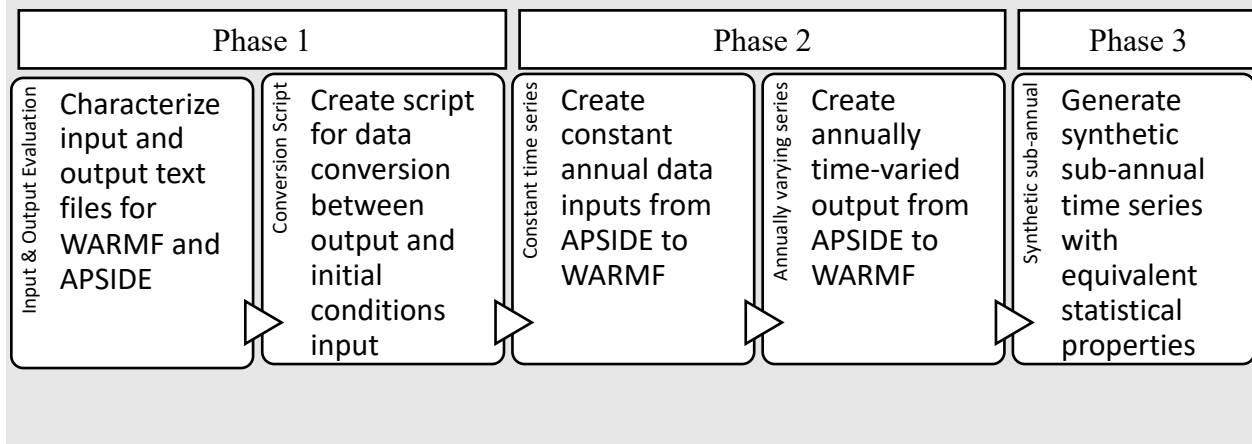 Phase 1
Phase 2
Phase 3
Input & Output Evaluation
Characterize
input and
output text
files for
WARMF and
APSIDE
Conversion Script
Create script
for data
conversion
between
output and
initial
conditions
input
Constant time series
Create
constant
annual data
inputs from
APSIDE to
WARMF
Annually varying series
Create
annually
time-varied
output from
APSIDE to
WARMF
Synthetic sub-annual
Generate
synthetic
sub-annual
time series
with
equivalent
statistical
properties